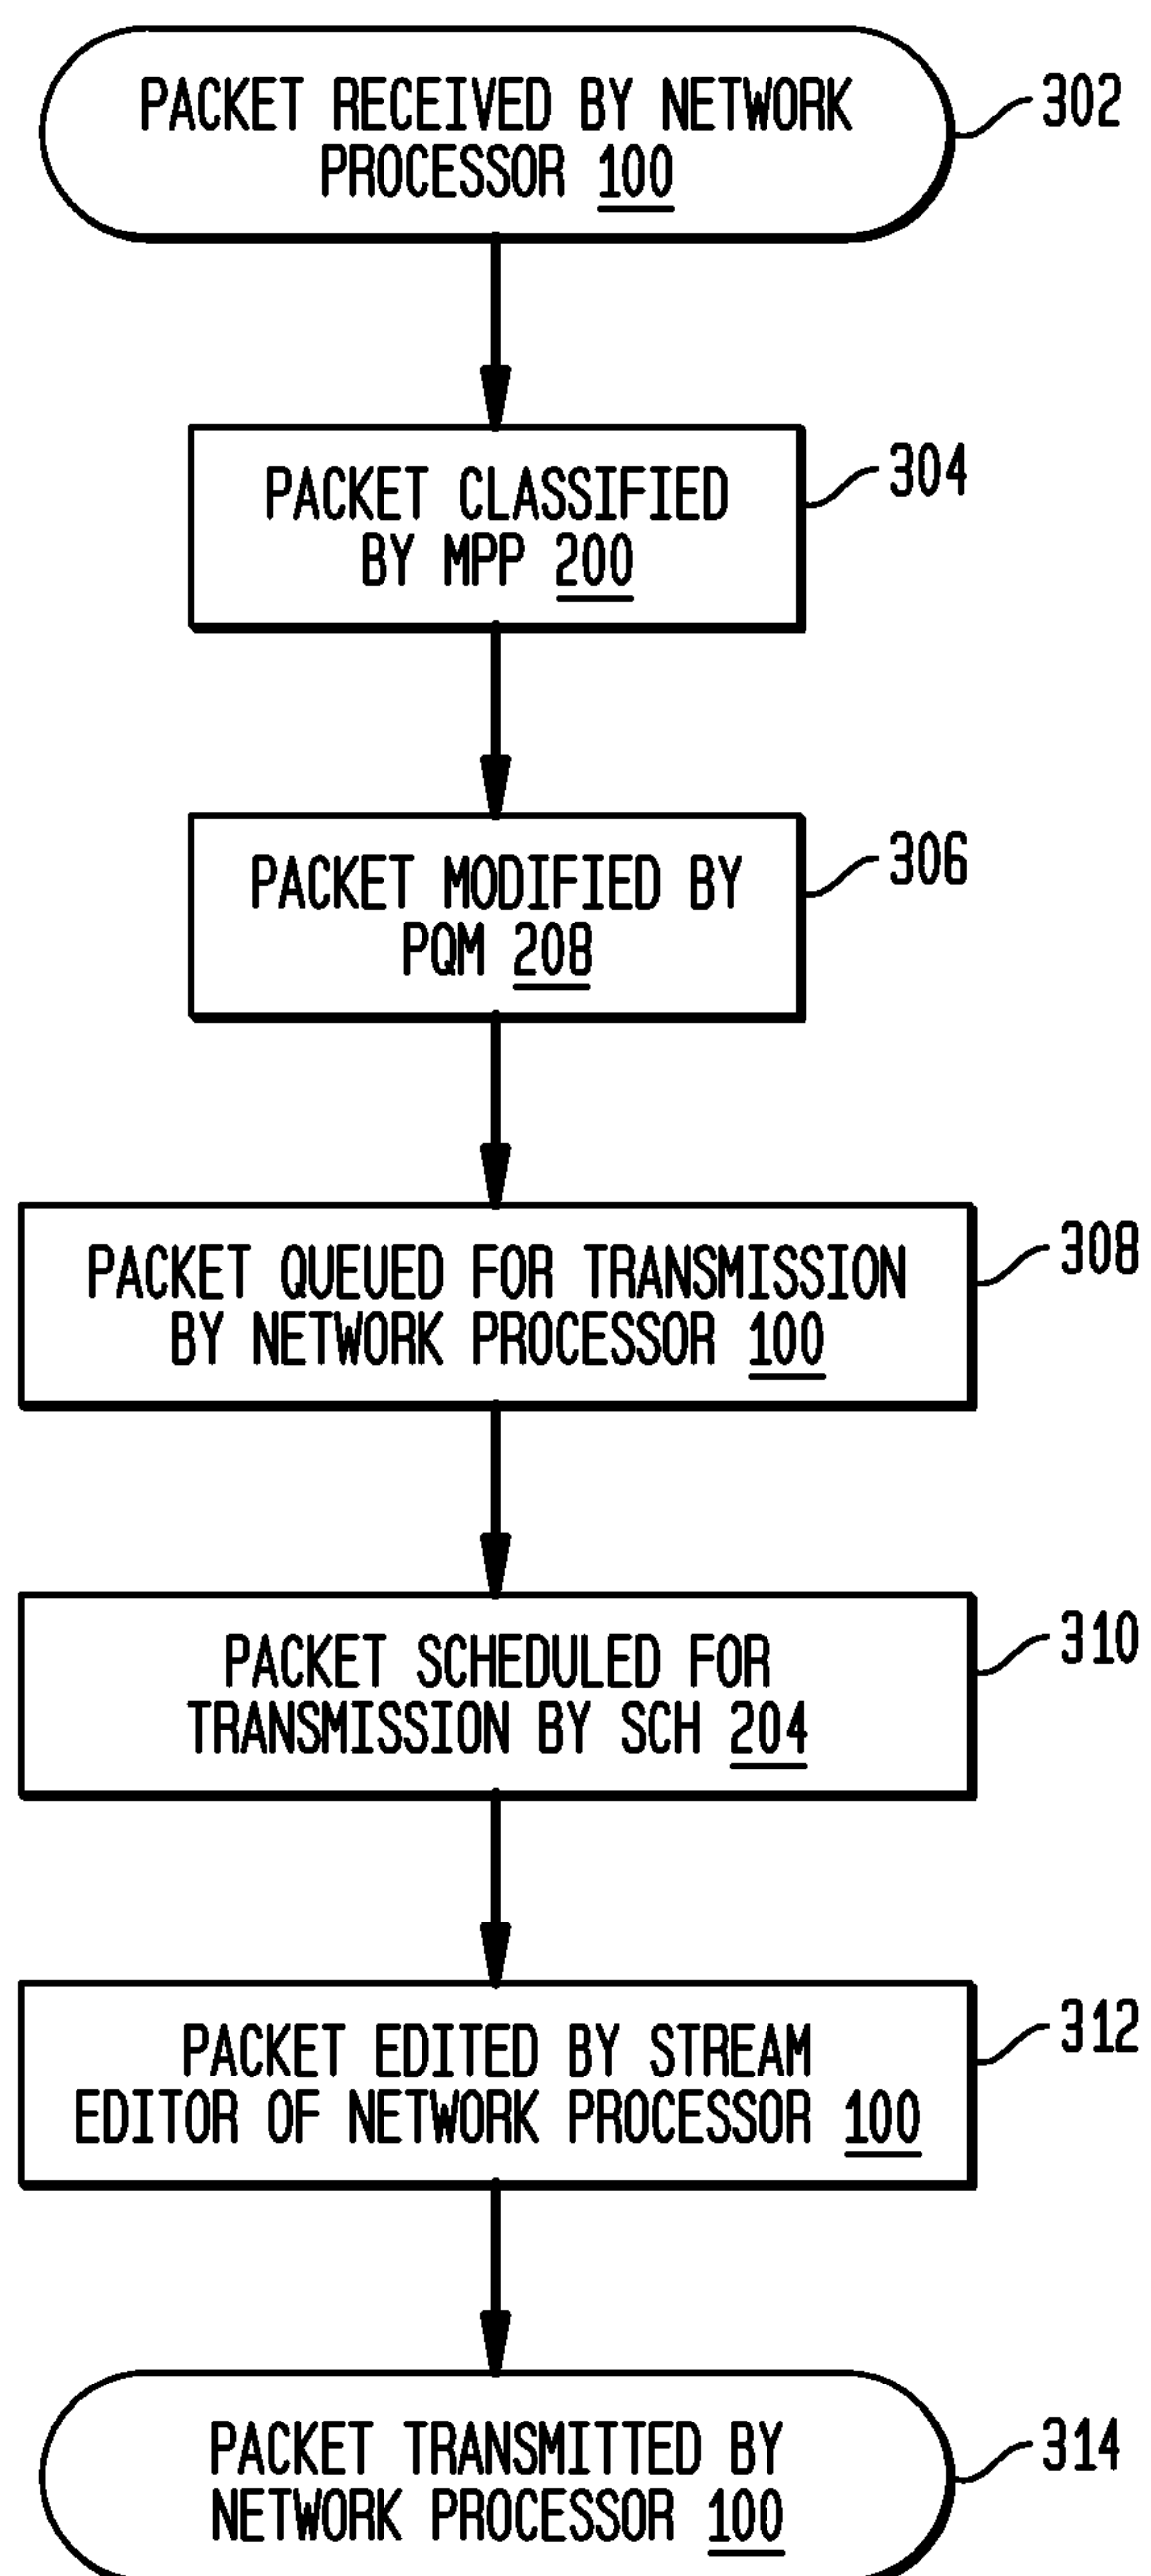 PACKET RECEIVED BY NETWORK
PROCESSOR 100
302
PACKET CLASSIFIED
BY MPP 200
304
PACKET MODIFIED BY
PQM 208
306
PACKET QUEUED FOR TRANSMISSION
BY NETWORK PROCESSOR 100
308
PACKET SCHEDULED FOR
TRANSMISSION BY SCH 204
310
PACKET EDITED BY STREAM
EDITOR OF NETWORK PROCESSOR 100
312
PACKET TRANSMITTED BY
NETWORK PROCESSOR 100
314